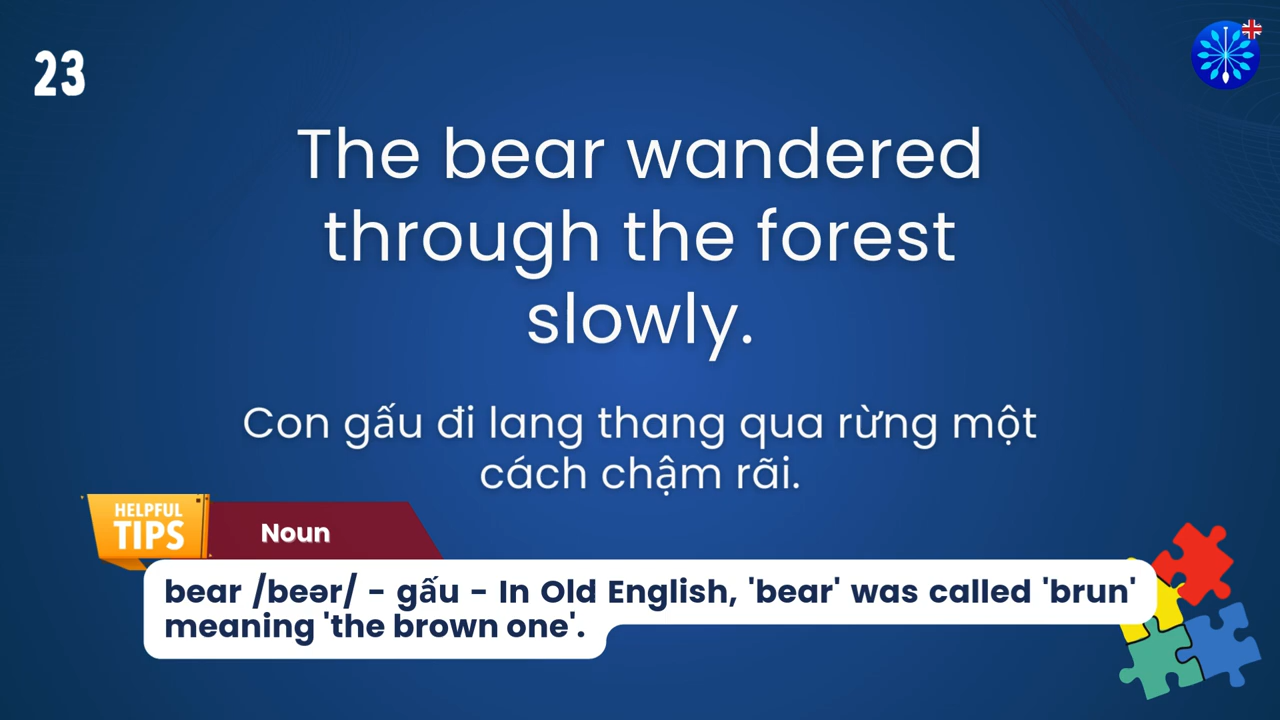 23
The bear wandered
through the forest
slowly.
Con gấu đi lang thang qua rừng một
cách chậm rãi.
HELPFUL
TIPS
Noun
bear /beər/ - gấu - In Old English, 'bear' was called 'brun'
meaning 'the brown one'.